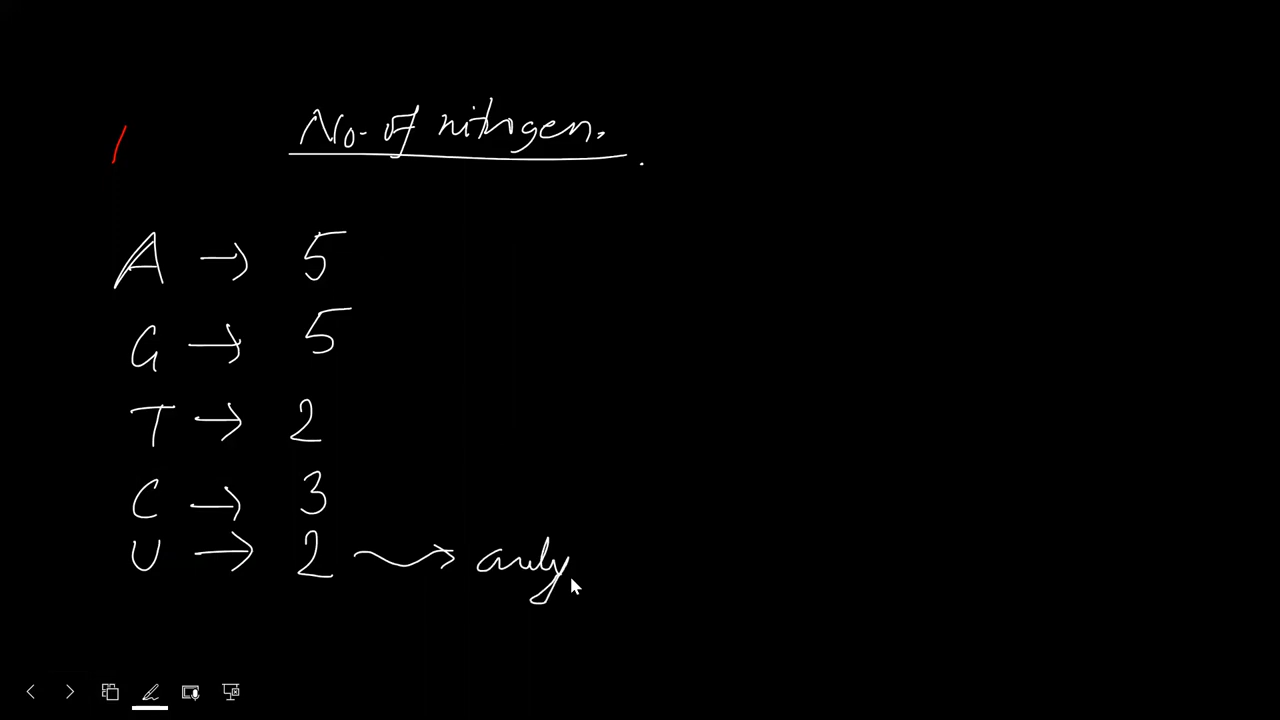 No. of nitrogen.
A → 5
G → 5
T → 2
C → 3
U → 2 → only